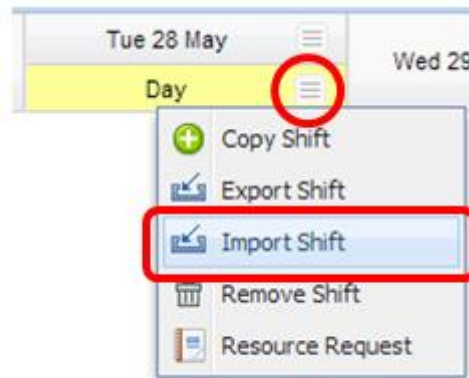 Tue 28 May
Wed 29
Day
Copy Shift
Export Shift
Import Shift
Remove Shift
Resource Request